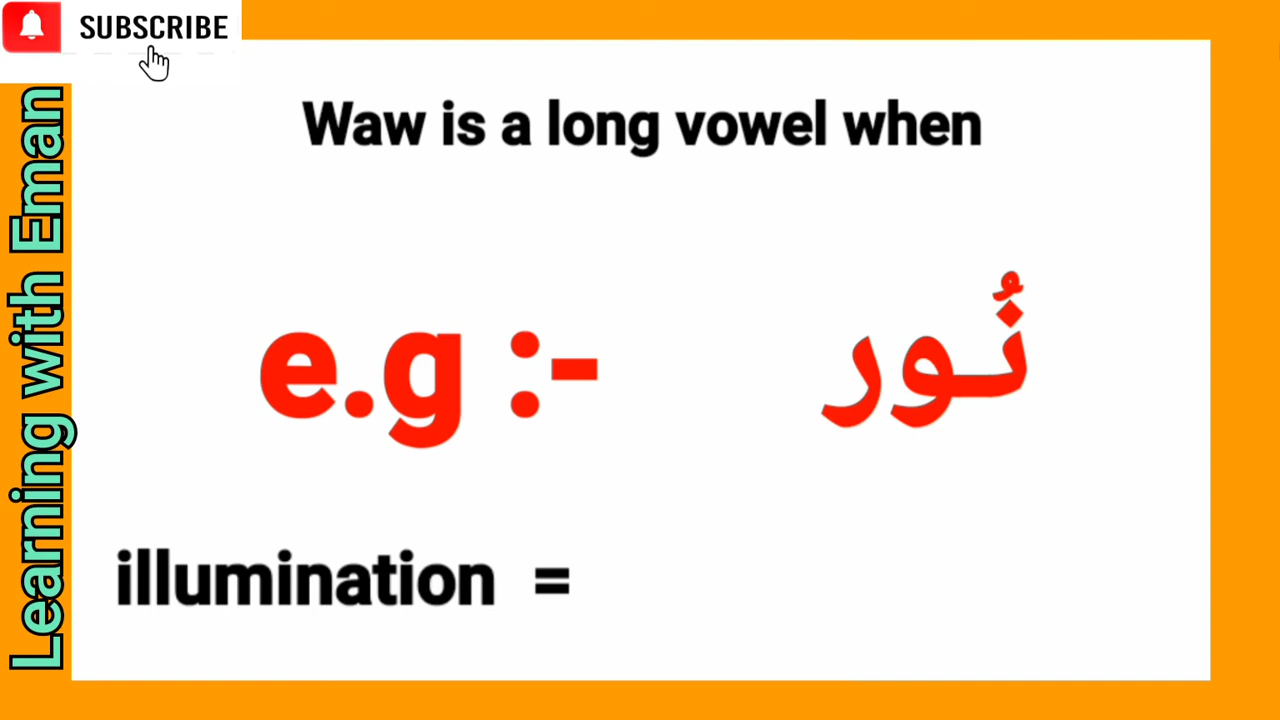 SUBSCRIBE
Learning with Eman
Waw is a long vowel when
e.g :- نُور
illumination =